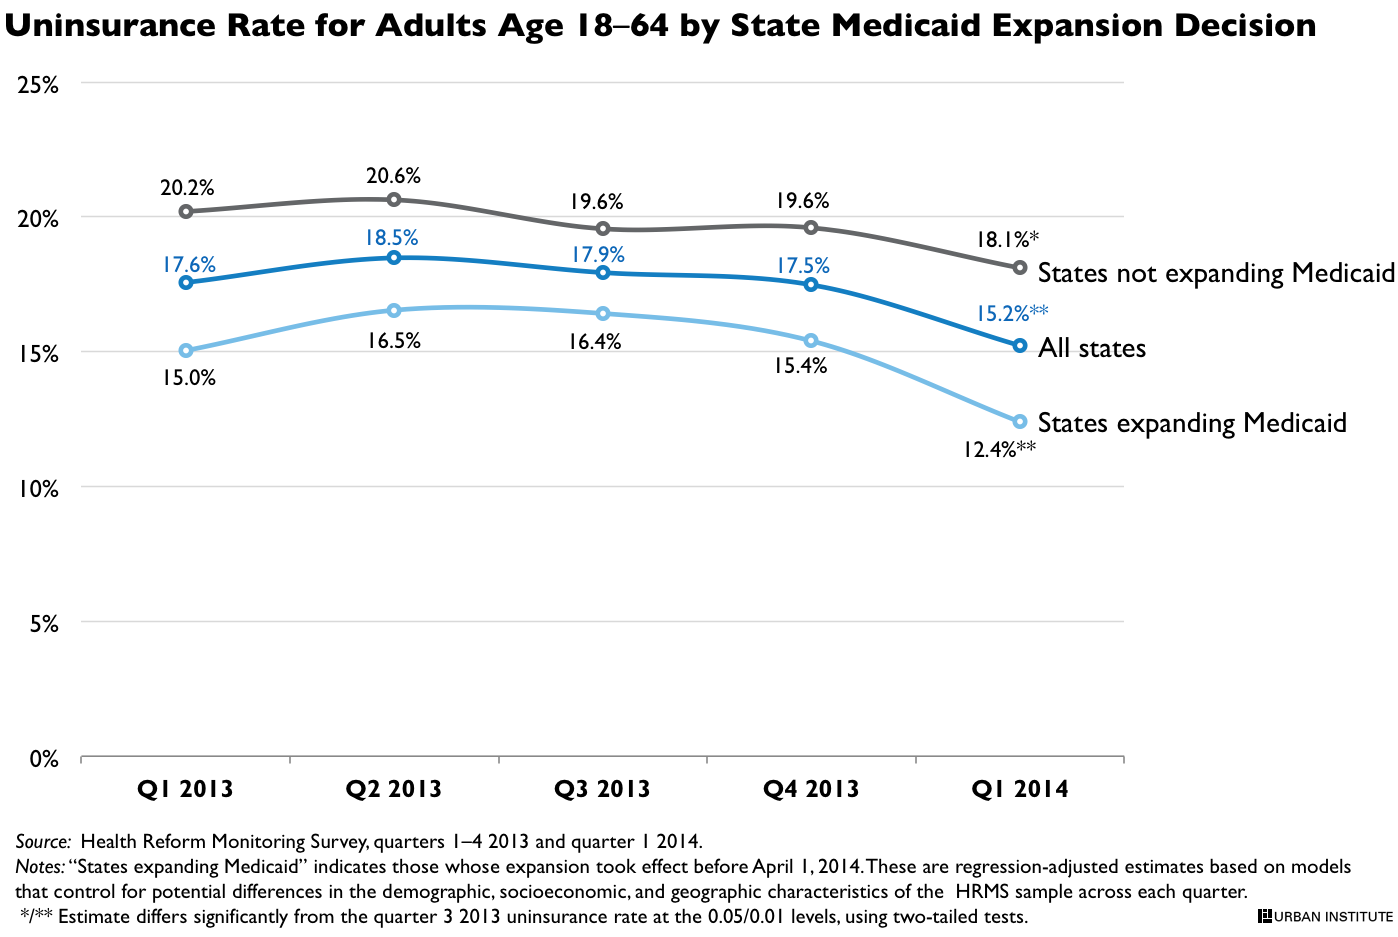 Uninsurance Rate for Adults Age 18–64 by State Medicaid Expansion Decision
25%
20%
15%
10%
5%
0%
20.2%
20.6%
19.6%
19.6%
18.1%*
States not expanding Medicaid
17.6%
18.5%
17.9%
17.5%
15.2%**
All states
15.0%
16.5%
16.4%
15.4%
12.4%**
States expanding Medicaid
Q1 2013
Q2 2013
Q3 2013
Q4 2013
Q1 2014
Source: Health Reform Monitoring Survey, quarters 1–4 2013 and quarter 1 2014.
Notes: “States expanding Medicaid” indicates those whose expansion took effect before April 1, 2014. These are regression-adjusted estimates based on models
that control for potential differences in the demographic, socioeconomic, and geographic characteristics of the HRMS sample across each quarter.
*/** Estimate differs significantly from the quarter 3 2013 uninsurance rate at the 0.05/0.01 levels, using two-tailed tests.
URBAN INSTITUTE